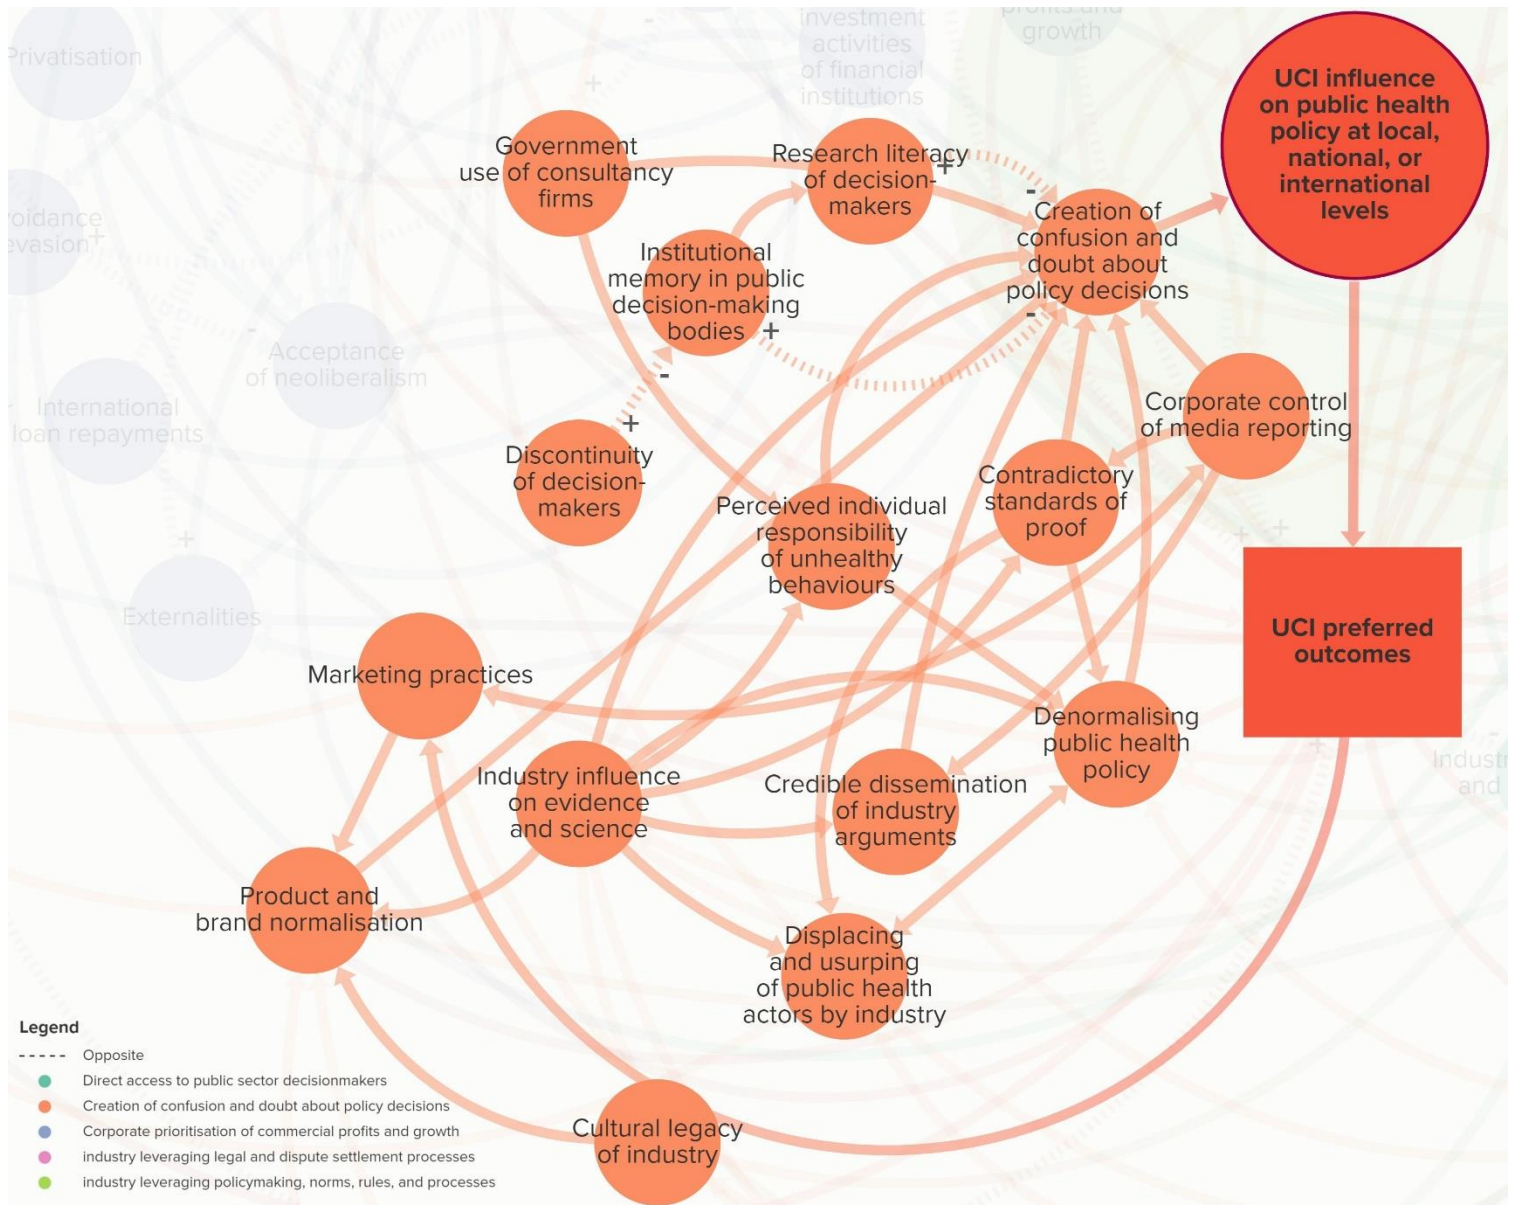 investment
activities
of financial
institutions
profits and
growth
Privatisation
UCI influence
on public health
policy at local,
national, or
international
levels
Government
use of consultancy
firms
Research literacy
of decision-
makers
Creation of
confusion and
doubt about
policy decisions
Institutional
memory in public
decision-making
bodies
voidance
evasion
Acceptance
of neoliberalism
International
loan repayments
Corporate control
of media reporting
Discontinuity
of decision-
makers
Contradictory
standards of
proof
Perceived individual
responsibility
of unhealthy
behaviours
Externalities
UCI preferred
outcomes
Marketing practices
Denormalising
public health
policy
Industry influence
on evidence
and science
Credible dissemination
of industry
arguments
Industr
and
Product and
brand normalisation
Displacing
and usurping
of public health
actors by industry
Cultural legacy
of industry
Legend
Opposite
Direct access to public sector decisionmakers
Creation of confusion and doubt about policy decisions
Corporate prioritisation of commercial profits and growth
industry leveraging legal and dispute settlement processes
industry leveraging policymaking, norms, rules, and processes